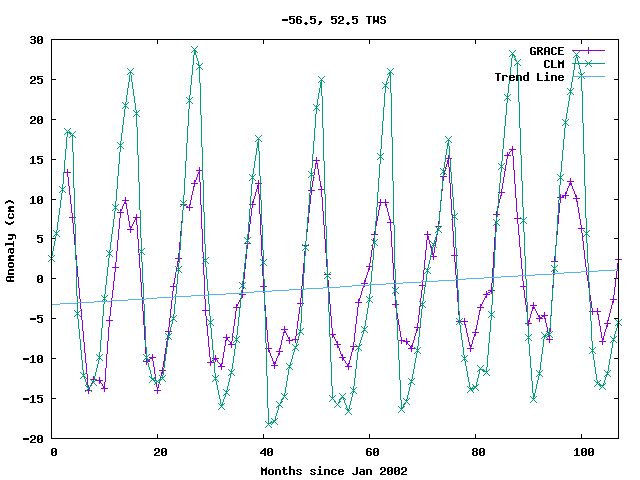 -56.5, 52.5 TWS
30
25
20
15
10
5
0
-5
-10
-15
-20
Anomaly (cm)
GRACE
CLM
Trend Line
0 20 40 60 80 100
Months since Jan 2002